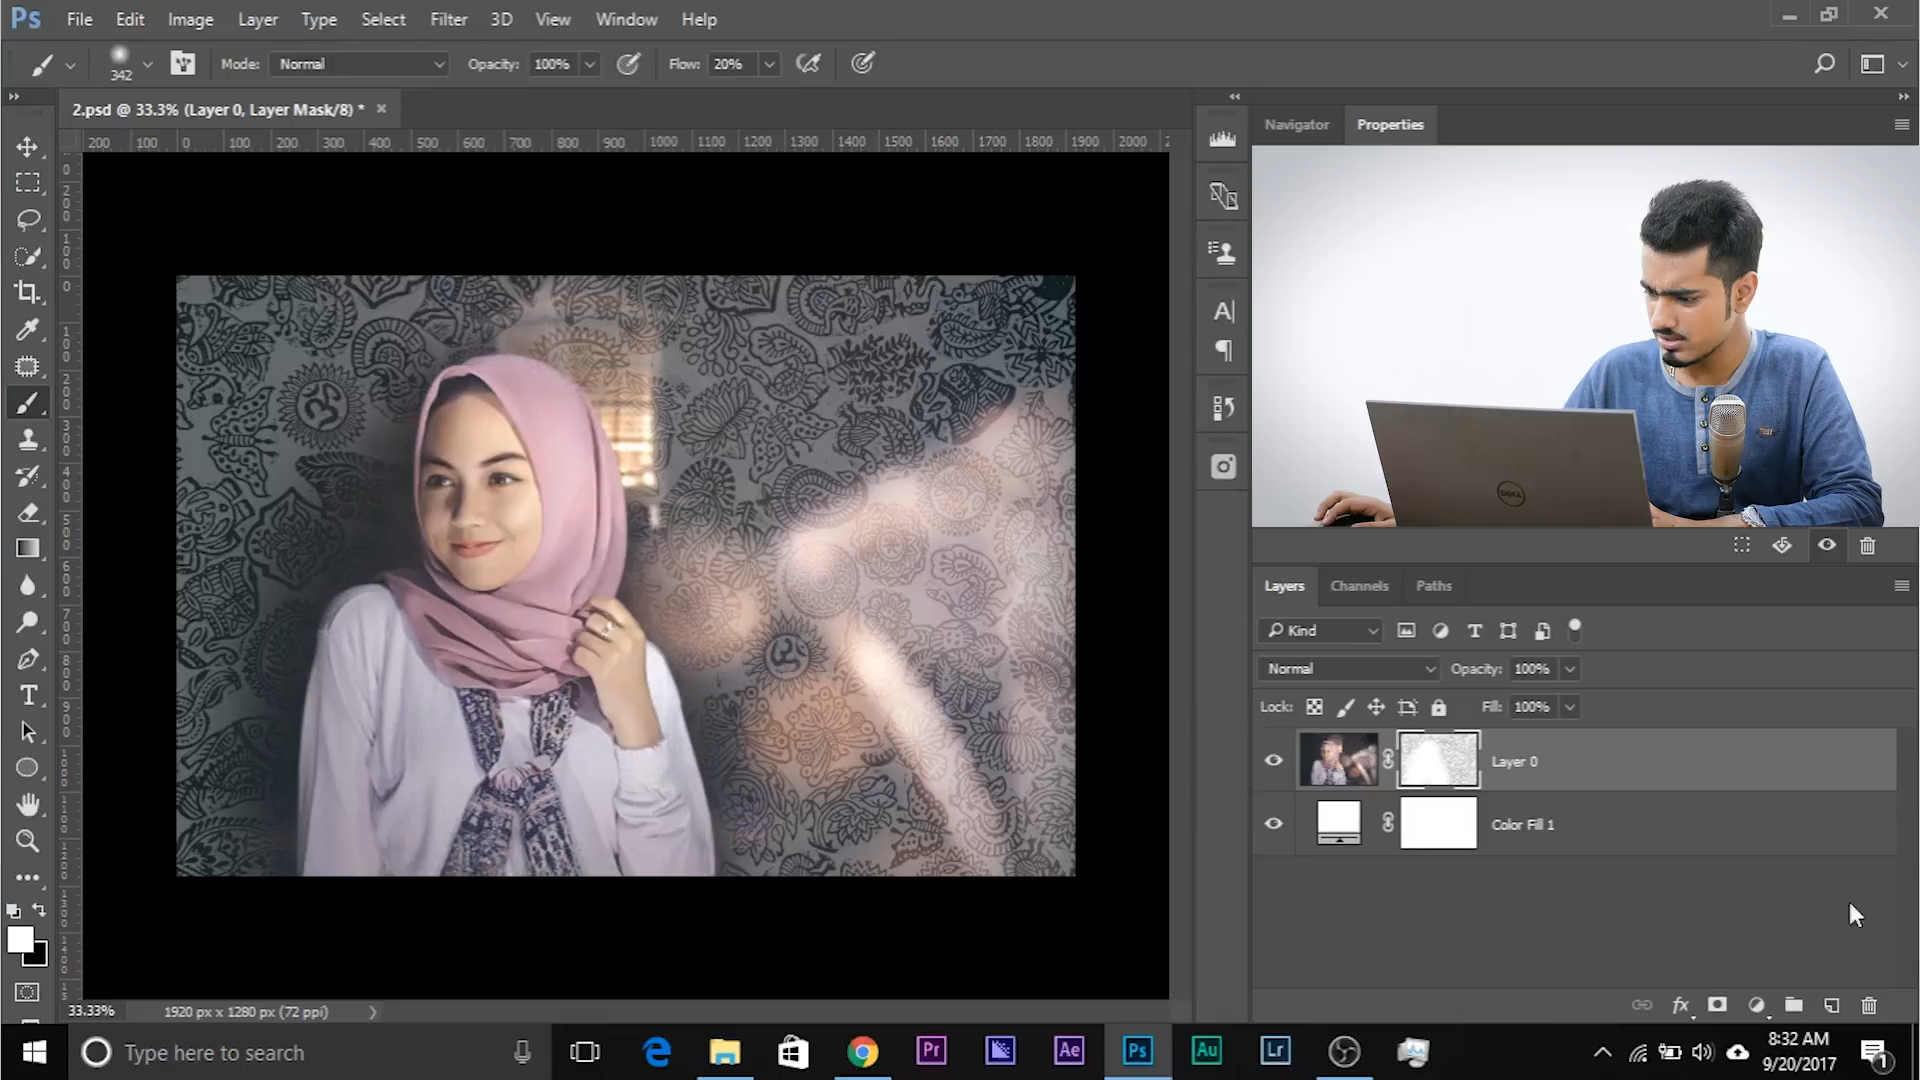 Ps File Edit Image Layer Type Select Filter 3D View Window Help
342 Mode: Normal Opacity: 100% Flow: 20%
2.psd @ 33.3% (Layer 0, Layer Mask/8) * ×
200 100 0 100 200 300 400 500 600 700 800 900 1000 1100 1200 1300 1400 1500 1600 1700 1800 1900 2000
Navigator Properties
DELL
Layers Channels Paths
Kind
Normal Opacity: 100%
Lock: Fill: 100%
Layer 0
Color Fill 1
33.33% 1920 px x 1280 px (72 ppi)
Type here to search
Pr Ae Ps Au Lr
8:32 AM
9/20/2017
1